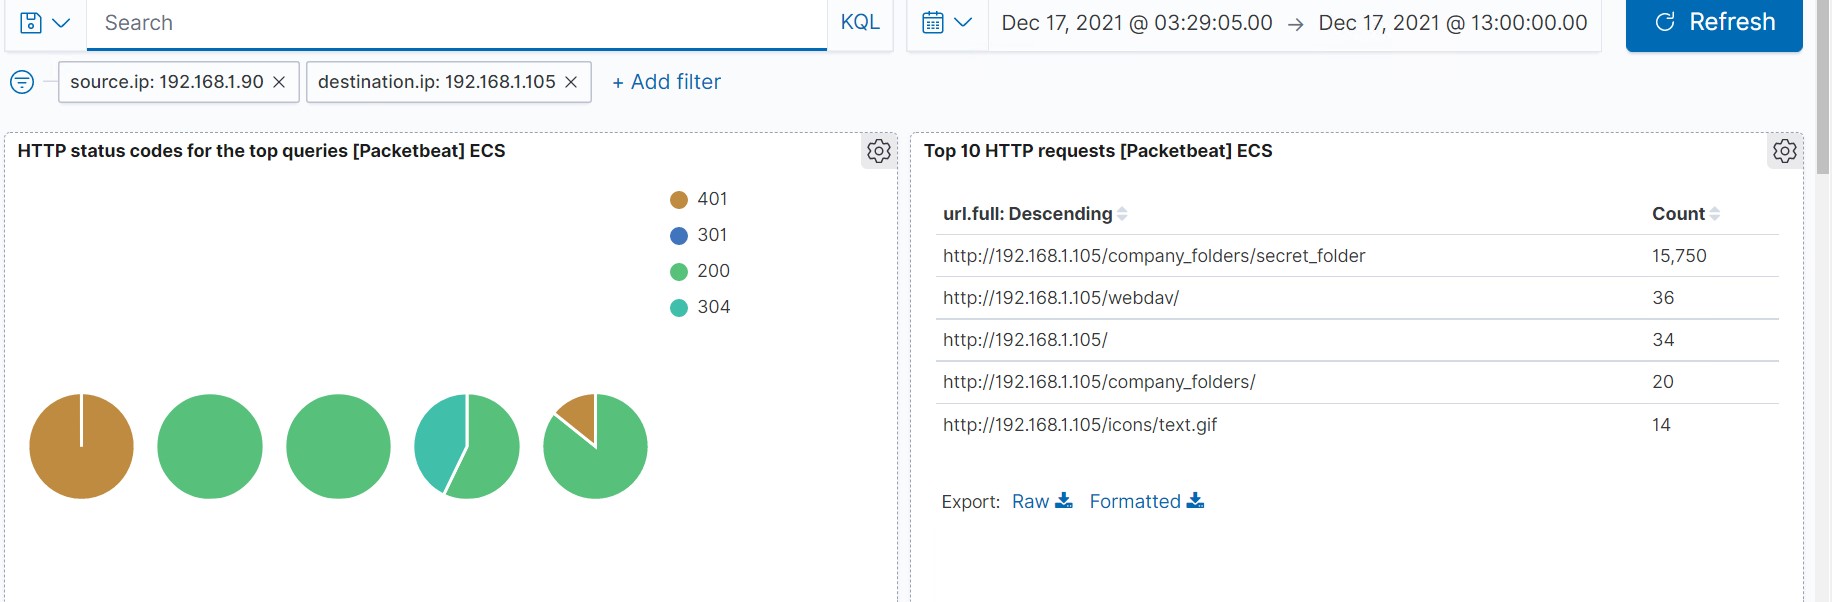 Search KQL Dec 17, 2021 @ 03:29:05.00 → Dec 17, 2021 @ 13:00:00.00 Refresh
source.ip: 192.168.1.90 × destination.ip: 192.168.1.105 × + Add filter
HTTP status codes for the top queries [Packetbeat] ECS
401
301
200
304
Top 10 HTTP requests [Packetbeat] ECS
url.full: Descending Count
http://192.168.1.105/company_folders/secret_folder 15,750
http://192.168.1.105/webdav/ 36
http://192.168.1.105/ 34
http://192.168.1.105/company_folders/ 20
http://192.168.1.105/icons/text.gif 14
Export: Raw Formatted